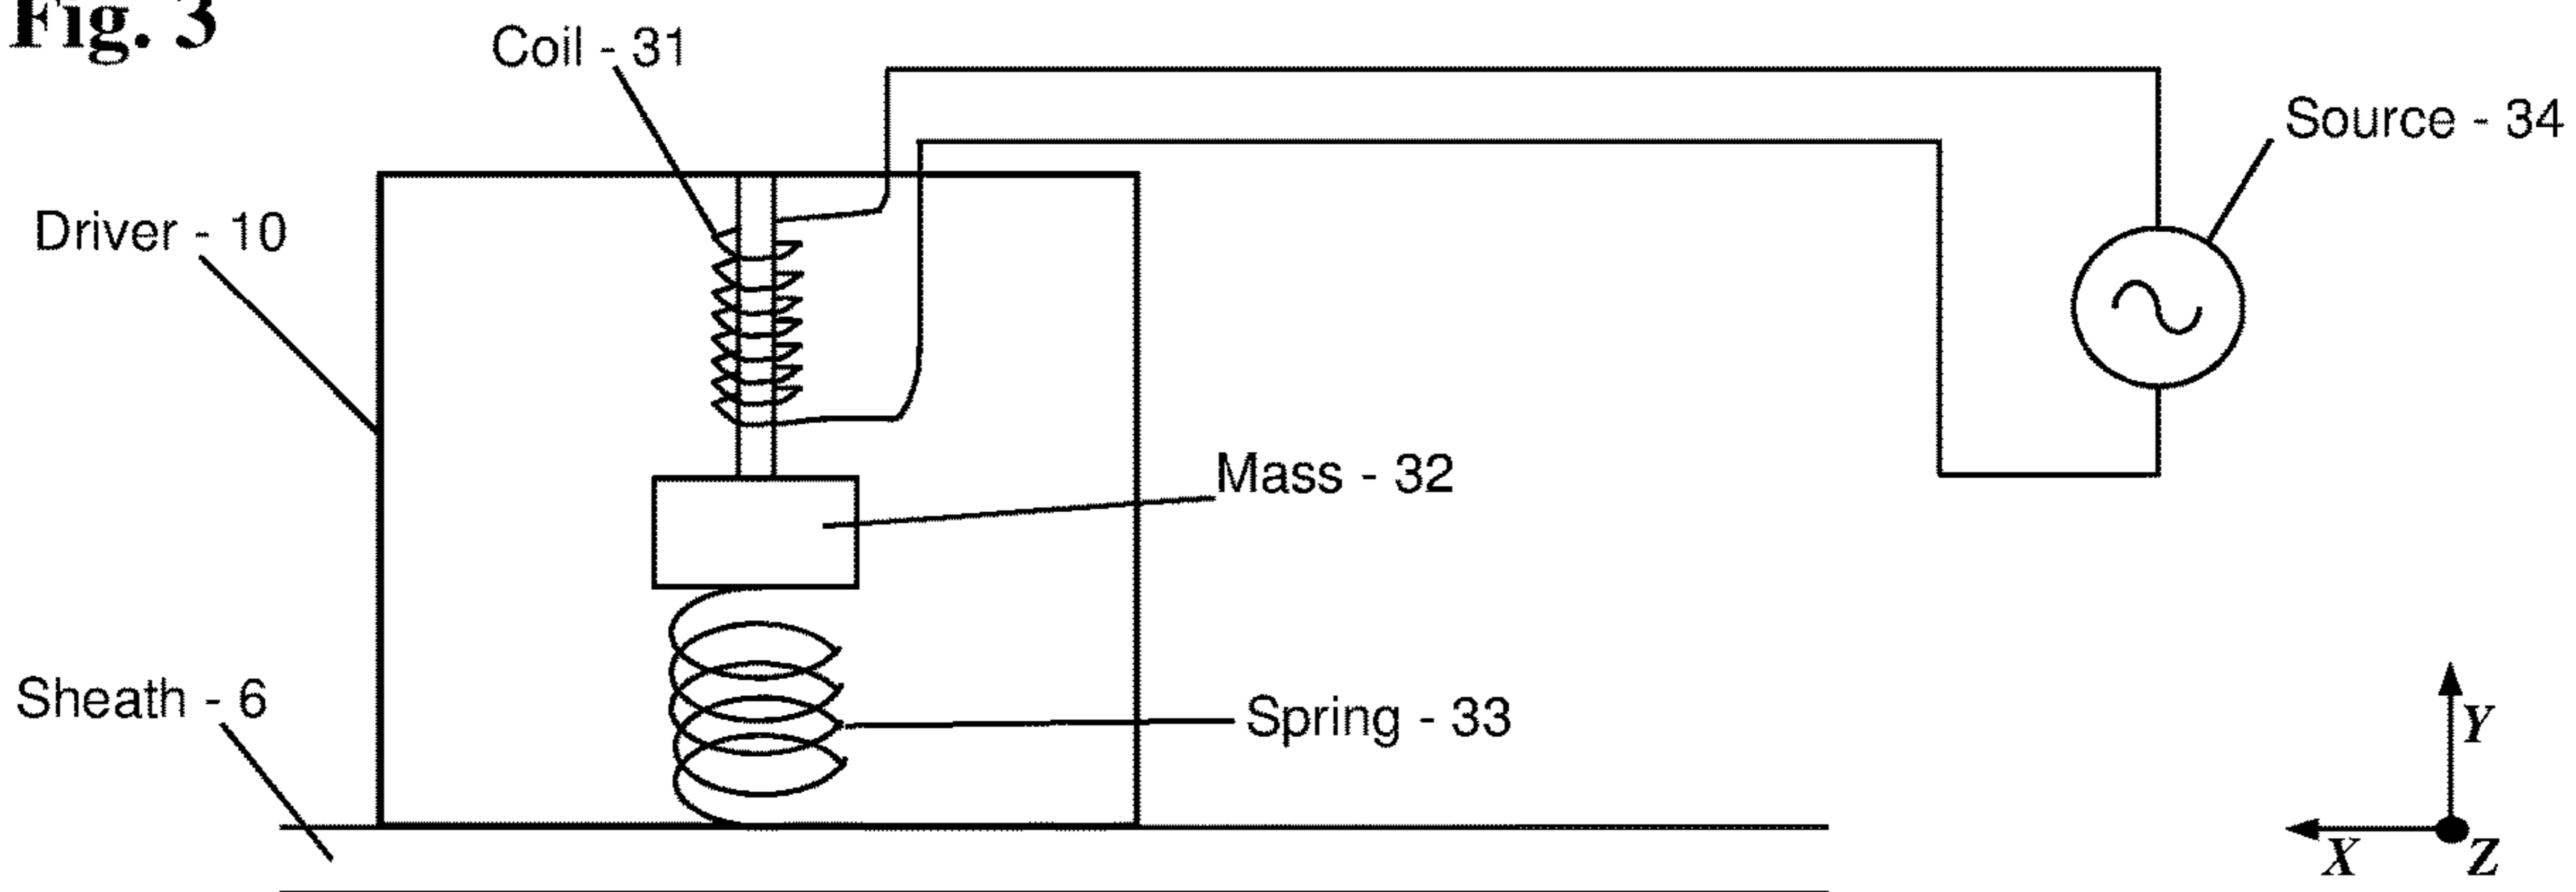 Fig. 3
Coil - 31
Source - 34
Driver - 10
Mass - 32
Sheath - 6
Spring - 33
Y
X
Z